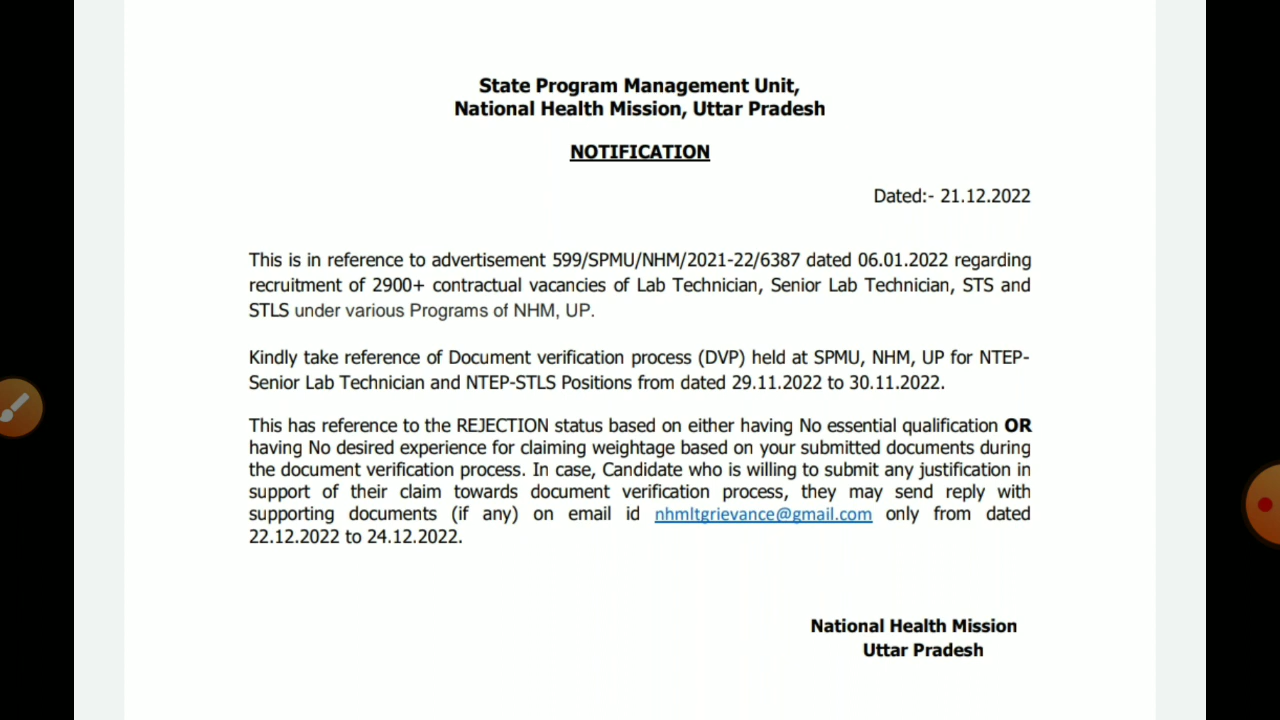 State Program Management Unit,
National Health Mission, Uttar Pradesh
NOTIFICATION
Dated:- 21.12.2022
This is in reference to advertisement 599/SPMU/NHM/2021-22/6387 dated 06.01.2022 regarding
recruitment of 2900+ contractual vacancies of Lab Technician, Senior Lab Technician, STS and
STLS under various Programs of NHM, UP.
Kindly take reference of Document verification process (DVP) held at SPMU, NHM, UP for NTEP-
Senior Lab Technician and NTEP-STLS Positions from dated 29.11.2022 to 30.11.2022.
This has reference to the REJECTION status based on either having No essential qualification OR
having No desired experience for claiming weightage based on your submitted documents during
the document verification process. In case, Candidate who is willing to submit any justification in
support of their claim towards document verification process, they may send reply with
supporting documents (if any) on email id nhmltgrievance@gmail.com only from dated
22.12.2022 to 24.12.2022.
National Health Mission
Uttar Pradesh